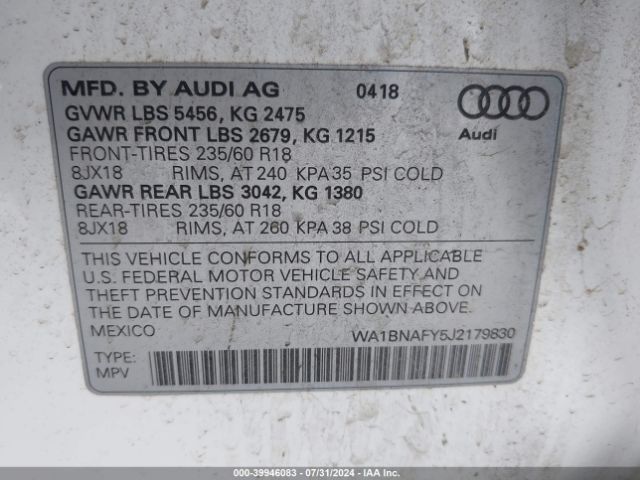 MFD. BY AUDI AG 0418
GVWR LBS 5456, KG 2475
GAWR FRONT LBS 2679, KG 1215
Audi
FRONT-TIRES 235/60 R18
8JX18 RIMS, AT 240 KPA 35 PSI COLD
GAWR REAR LBS 3042, KG 1380
REAR-TIRES 235/60 R18
8JX18 RIMS, AT 260 KPA 38 PSI COLD
THIS VEHICLE CONFORMS TO ALL APPLICABLE
U.S. FEDERAL MOTOR VEHICLE SAFETY AND
THEFT PREVENTION STANDARDS IN EFFECT ON
THE DATE OF MANUFACTURE SHOWN ABOVE.
MEXICO WA1BNAFY5J2179830
TYPE:
MPV
000-39946083 - 07/31/2024 - IAA Inc.